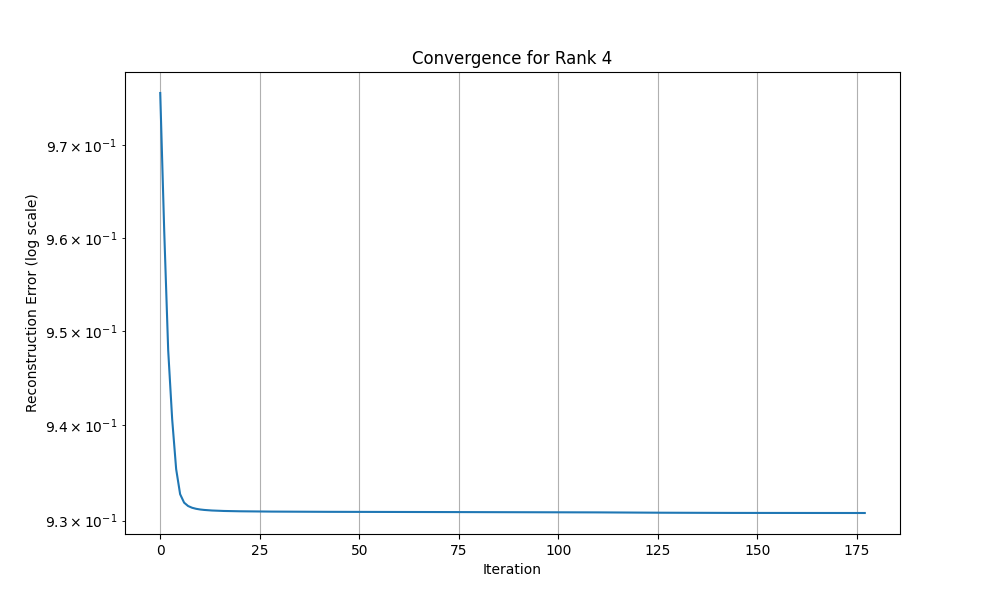 Convergence for Rank 4
Reconstruction Error (log scale)
9.7 × 10⁻¹
9.6 × 10⁻¹
9.5 × 10⁻¹
9.4 × 10⁻¹
9.3 × 10⁻¹
0 25 50 75 100 125 150 175
Iteration